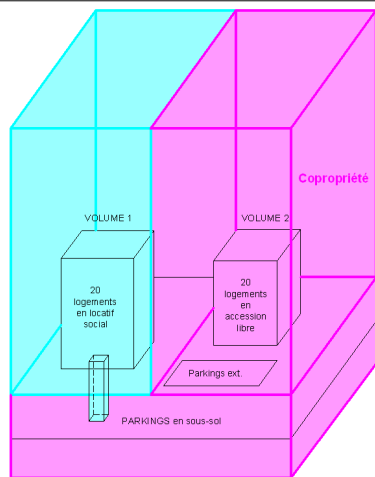 Copropriété
VOLUME 1
VOLUME 2
20
logements
en locatif
social
20
logements
en
accession
libre
Parkings ext.
PARKINGS en sous-sol